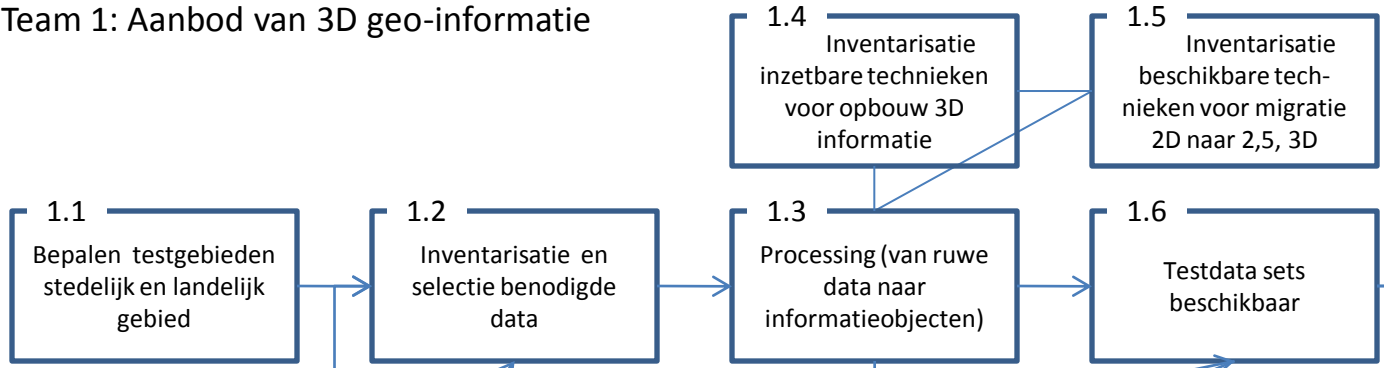 Team 1: Aanbod van 3D geo-informatie
1.4
Inventarisatie
inzetbare technieken
voor opbouw 3D
informatie
1.5
Inventarisatie
beschikbare tech-
nieken voor migratie
2D naar 2,5, 3D
1.1
Bepalen testgebieden
stedelijk en landelijk
gebied
1.2
Inventarisatie en
selectie benodigde
data
1.3
Processing (van ruwe
data naar
informatieobjecten)
1.6
Testdata sets
beschikbaar